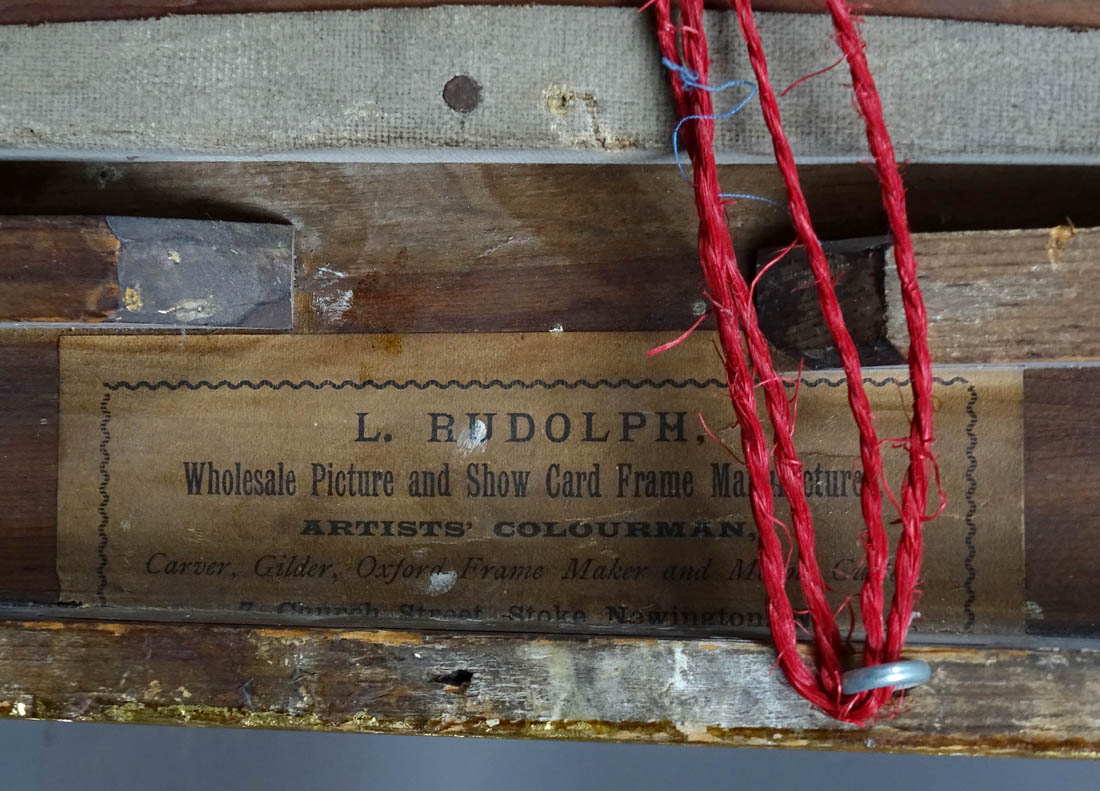 L. RUDOLPH,
Wholesale Picture and Show Card Frame
ARTISTS' COLOURMAN,
Carver, Gilder, Oxford Frame Maker and
7, Church Street, Stoke Newington